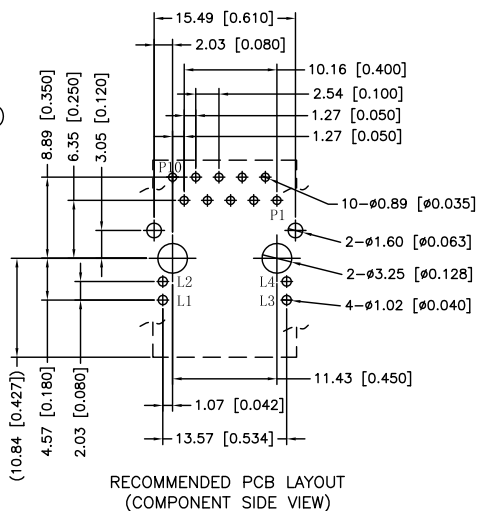 15.49 [0.610]
2.03 [0.080]
10.16 [0.400]
2.54 [0.100]
1.27 [0.050]
1.27 [0.050]
8.89 [0.350]
6.35 [0.250]
3.05 [0.120]
)
P10
10-ø0.89 [ø0.035]
P1
2-ø1.60 [ø0.063]
2-ø3.25 [ø0.128]
L2
L4
L1
L3
4-ø1.02 [ø0.040]
(10.84 [0.427])
4.57 [0.180]
2.03 [0.080]
11.43 [0.450]
1.07 [0.042]
13.57 [0.534]
RECOMMENDED PCB LAYOUT
(COMPONENT SIDE VIEW)